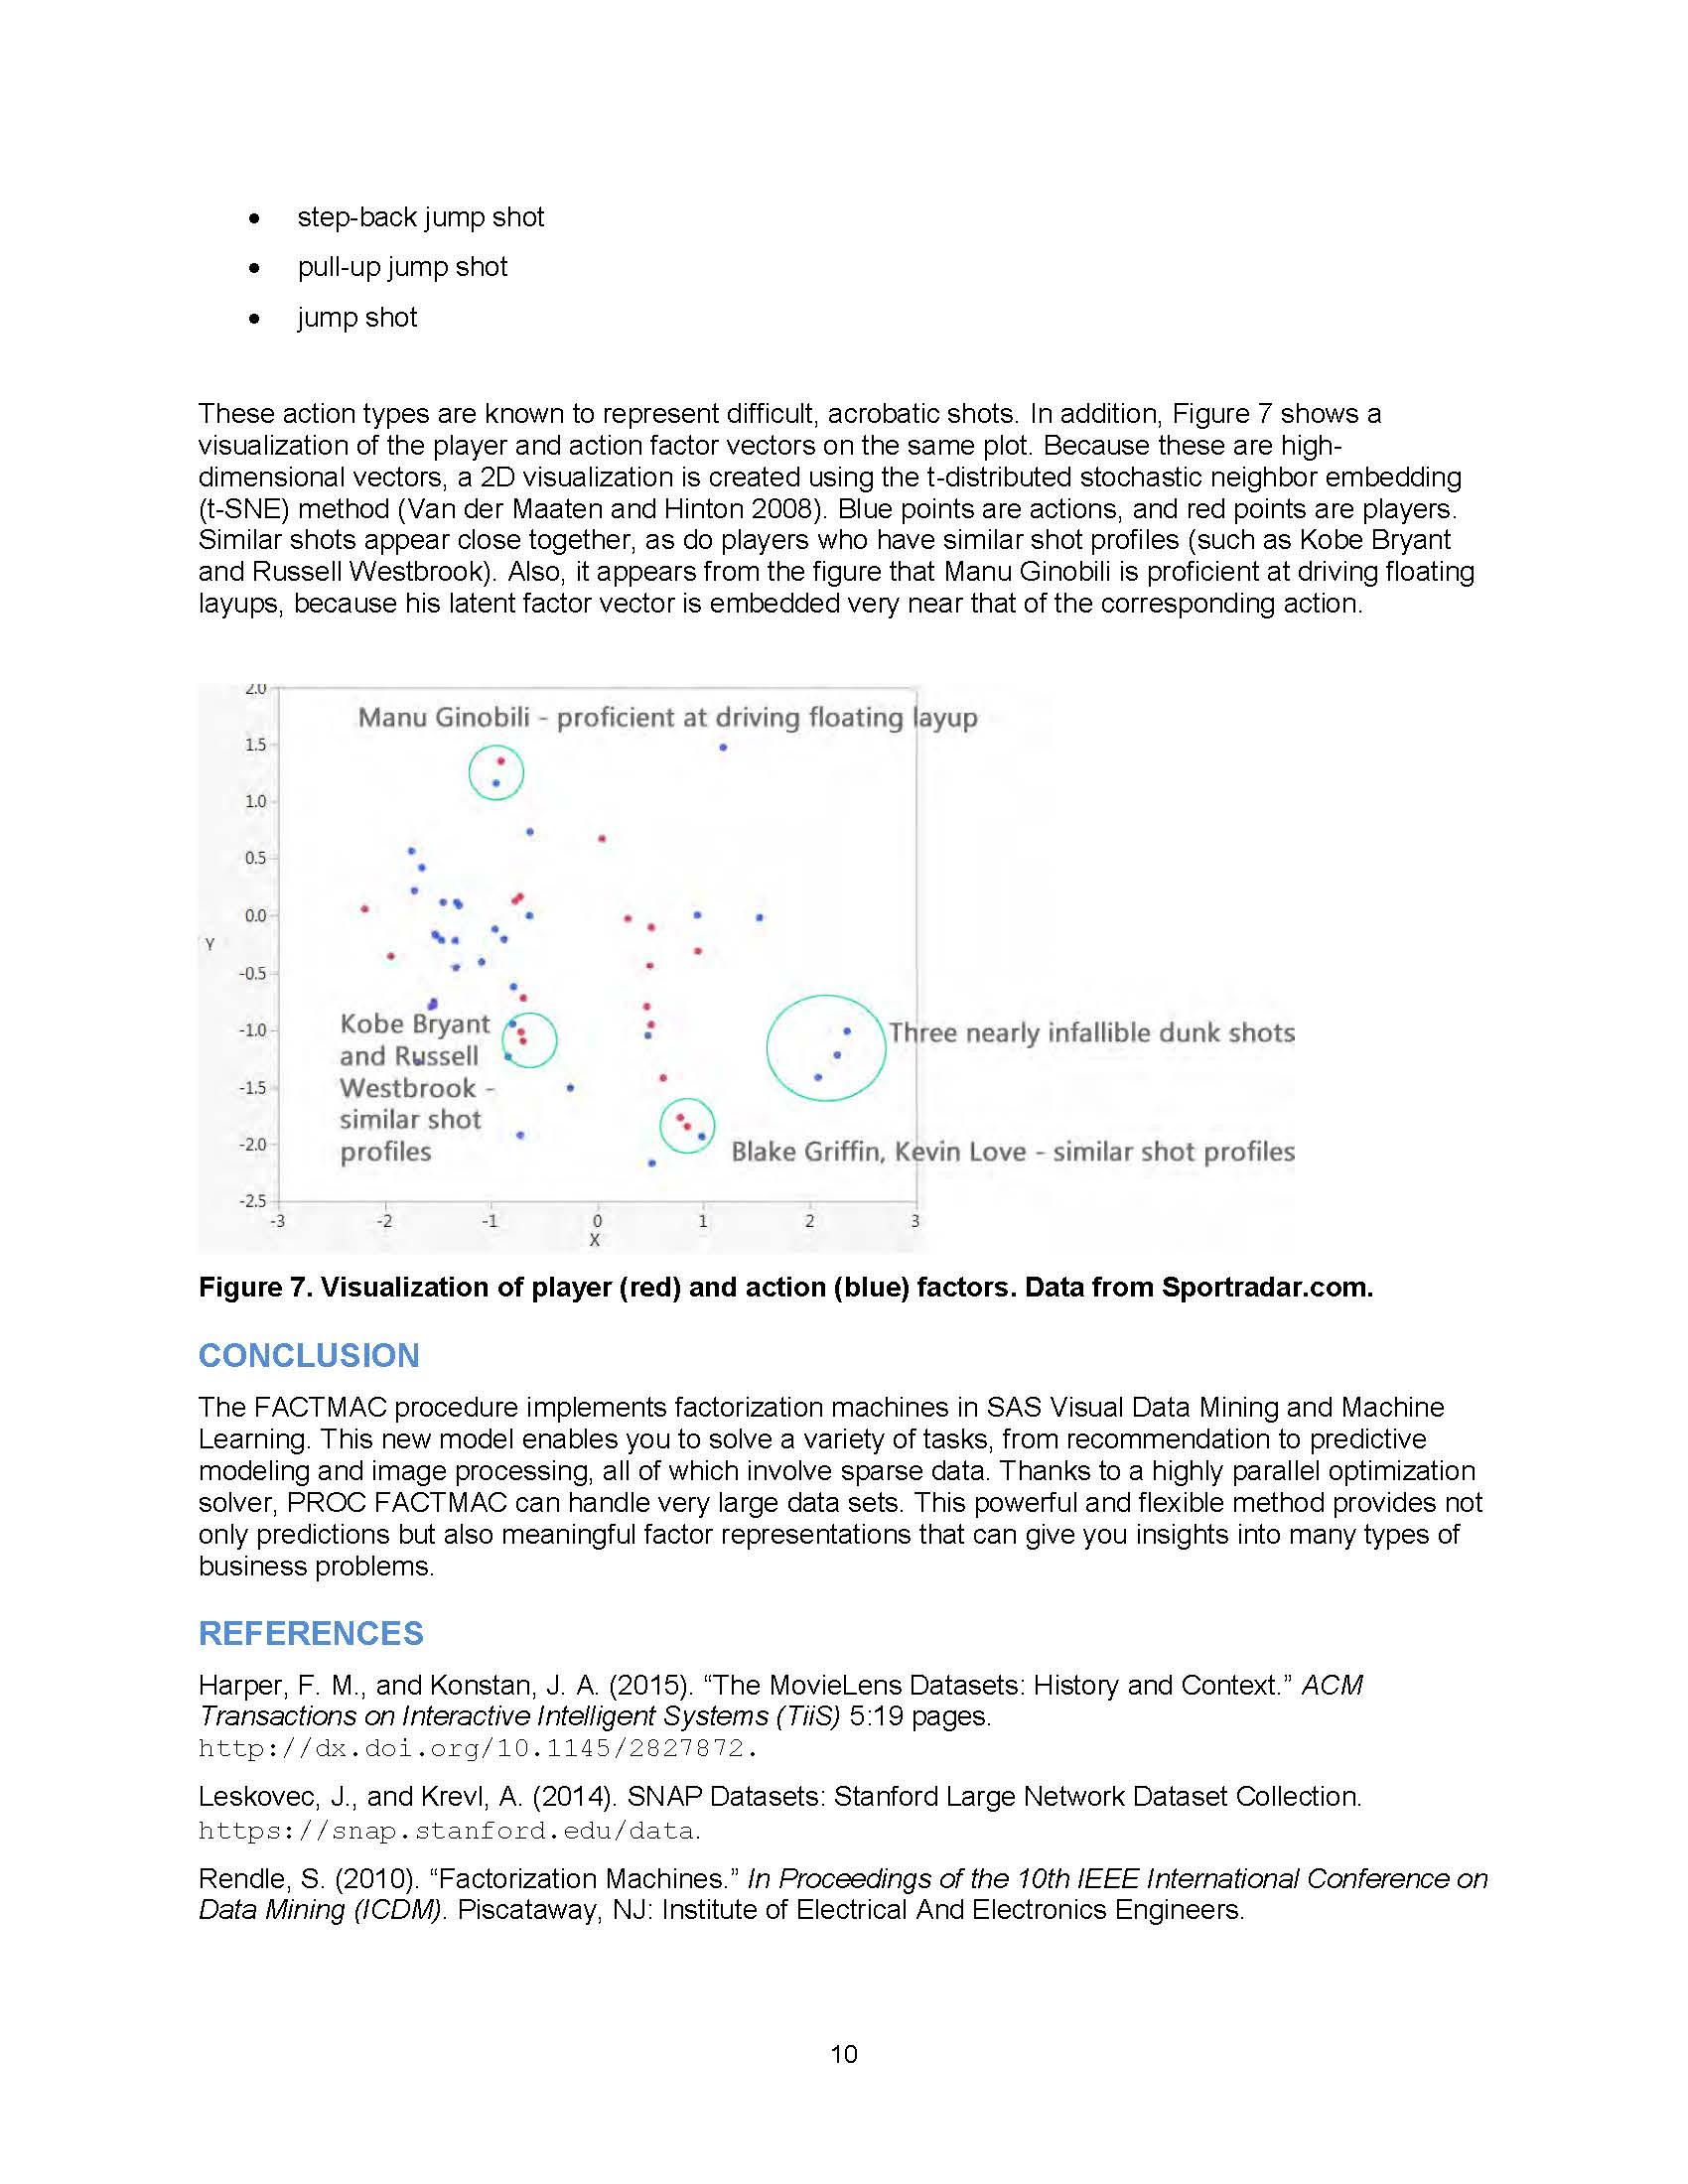 • step-back jump shot
• pull-up jump shot
• jump shot
These action types are known to represent difficult, acrobatic shots. In addition, Figure 7 shows a
visualization of the player and action factor vectors on the same plot. Because these are high-
dimensional vectors, a 2D visualization is created using the t-distributed stochastic neighbor embedding
(t-SNE) method (Van der Maaten and Hinton 2008). Blue points are actions, and red points are players.
Similar shots appear close together, as do players who have similar shot profiles (such as Kobe Bryant
and Russell Westbrook). Also, it appears from the figure that Manu Ginobili is proficient at driving floating
layups, because his latent factor vector is embedded very near that of the corresponding action.
2.0
Manu Ginobili - proficient at driving floating layup
1.5
1.0
0.5
0.0
Y
-0.5
-1.0
Kobe Bryant
and Russell
Westbrook -
similar shot
profiles
Three nearly infallible dunk shots
-1.5
-2.0
Blake Griffin, Kevin Love - similar shot profiles
-2.5
-3 -2 -1 0 1 2 3
X
Figure 7. Visualization of player (red) and action (blue) factors. Data from Sportradar.com.
CONCLUSION
The FACTMAC procedure implements factorization machines in SAS Visual Data Mining and Machine
Learning. This new model enables you to solve a variety of tasks, from recommendation to predictive
modeling and image processing, all of which involve sparse data. Thanks to a highly parallel optimization
solver, PROC FACTMAC can handle very large data sets. This powerful and flexible method provides not
only predictions but also meaningful factor representations that can give you insights into many types of
business problems.
REFERENCES
Harper, F. M., and Konstan, J. A. (2015). “The MovieLens Datasets: History and Context.” ACM
Transactions on Interactive Intelligent Systems (TiiS) 5:19 pages.
http://dx.doi.org/10.1145/2827872.
Leskovec, J., and Krevl, A. (2014). SNAP Datasets: Stanford Large Network Dataset Collection.
https://snap.stanford.edu/data.
Rendle, S. (2010). “Factorization Machines.” In Proceedings of the 10th IEEE International Conference on
Data Mining (ICDM). Piscataway, NJ: Institute of Electrical And Electronics Engineers.
10